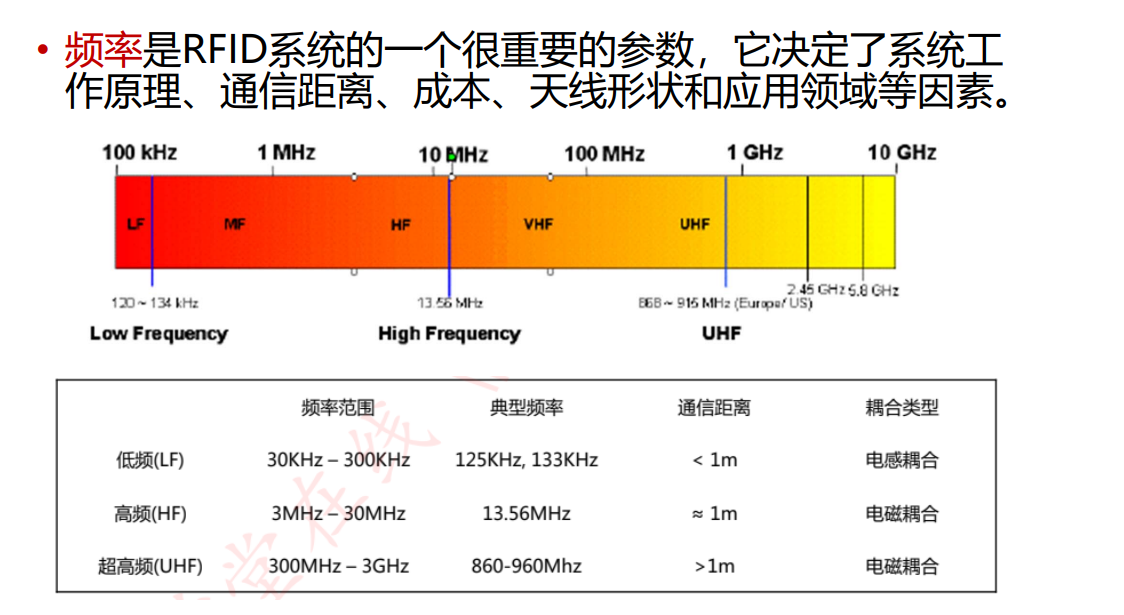 • 频率是RFID系统的一个很重要的参数，它决定了系统工
作原理、通信距离、成本、天线形状和应用领域等因素。
100 kHz 1 MHz 10 MHz 100 MHz 1 GHz 10 GHz
LF MF HF VHF UHF
2.45 GHz 5.8 GHz
120 ~ 134 kHz 13.56 MHz 868 ~ 915 MHz (Europe/ US)
Low Frequency High Frequency UHF
频率范围 典型频率 通信距离 耦合类型
低频(LF) 30KHz – 300KHz 125KHz, 133KHz < 1m 电感耦合
高频(HF) 3MHz – 30MHz 13.56MHz ≈ 1m 电磁耦合
超高频(UHF) 300MHz – 3GHz 860-960Mhz >1m 电磁耦合
堂在线